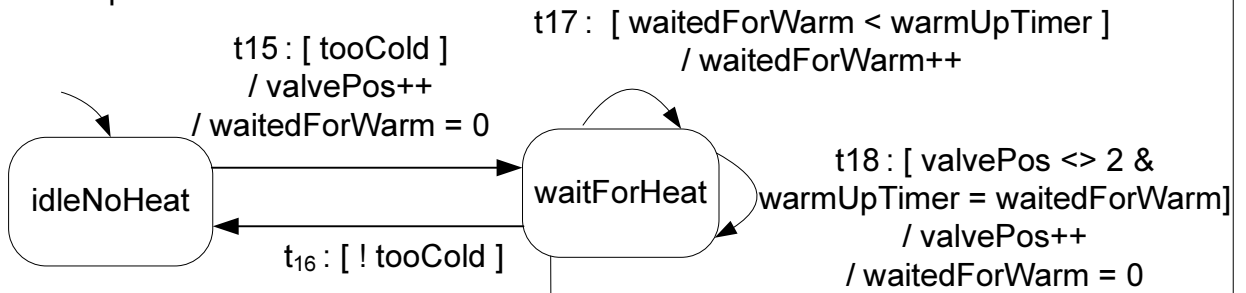 t17 : [ waitedForWarm < warmUpTimer ]
/ waitedForWarm++
t15 : [ tooCold ]
/ valvePos++
/ waitedForWarm = 0
idleNoHeat
waitForHeat
t18 : [ valvePos <> 2 &
warmUpTimer = waitedForWarm]
/ valvePos++
/ waitedForWarm = 0
t16 : [ ! tooCold ]